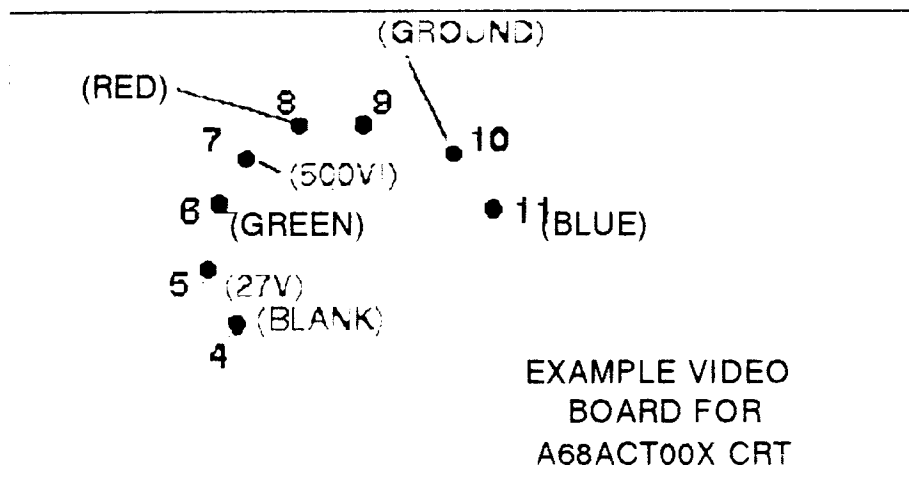 (GROUND)
(RED)
8
9
7
10
(500V)
6
(GREEN)
11
(BLUE)
5
(27V)
(BLANK)
4
EXAMPLE VIDEO
BOARD FOR
A68ACT00X CRT